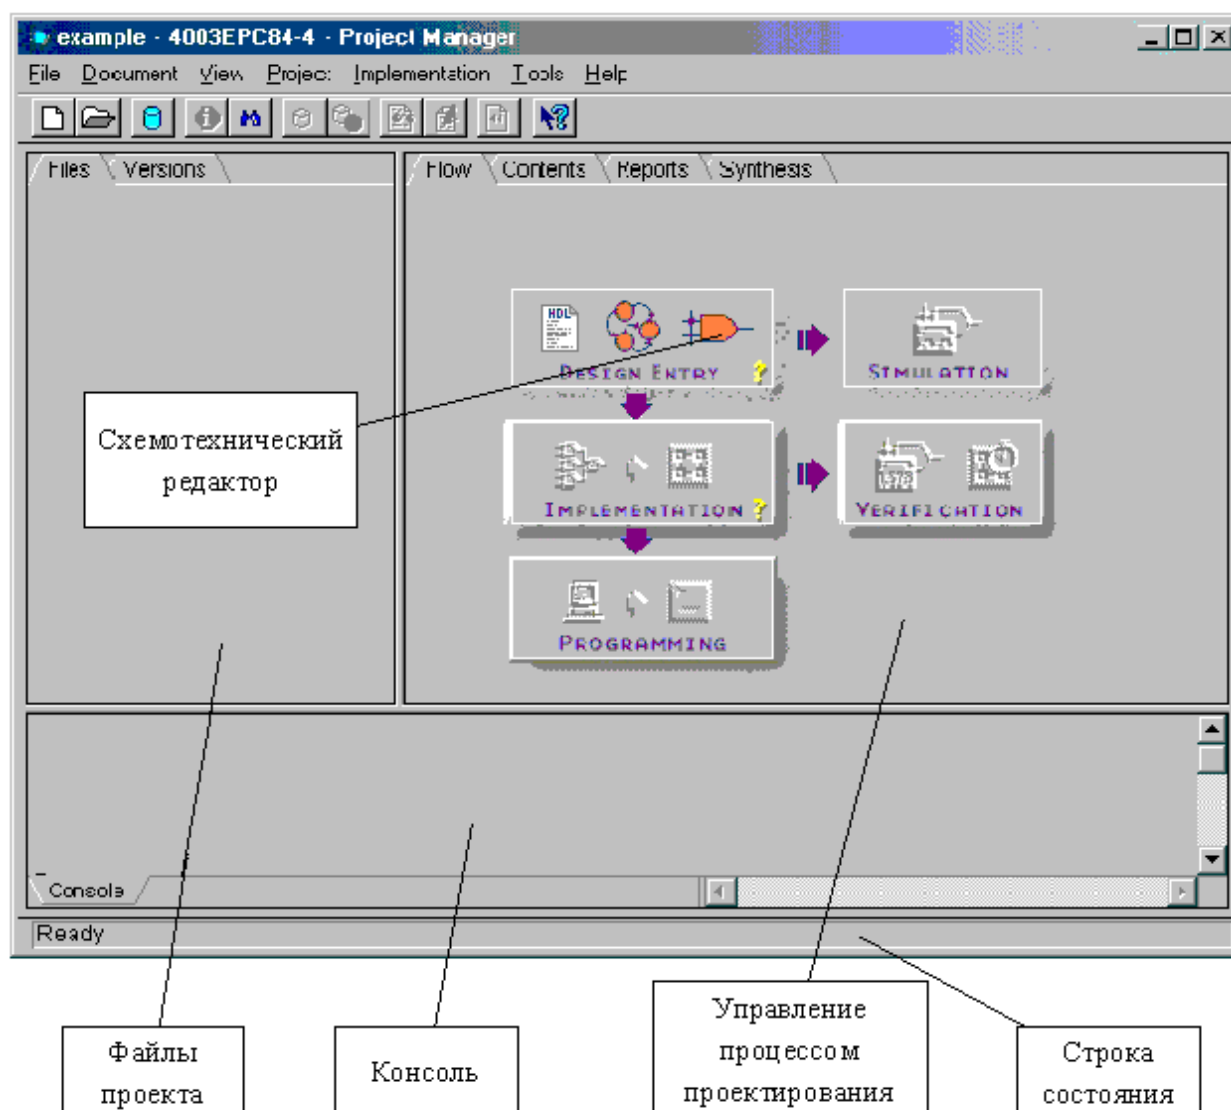 example - 4003EPC84-4 - Project Manager
File Document View Project Implementation Tools Help
Files Versions
Flow Contents Reports Synthesis
HDL
DESIGN ENTRY ?
SIMULATION
Схемотехнический
редактор
IMPLEMENTATION ?
VERIFICATION
PROGRAMMING
Console
Ready
Файлы
проекта
Консоль
Управление
процессом
проектирования
Строка
состояния